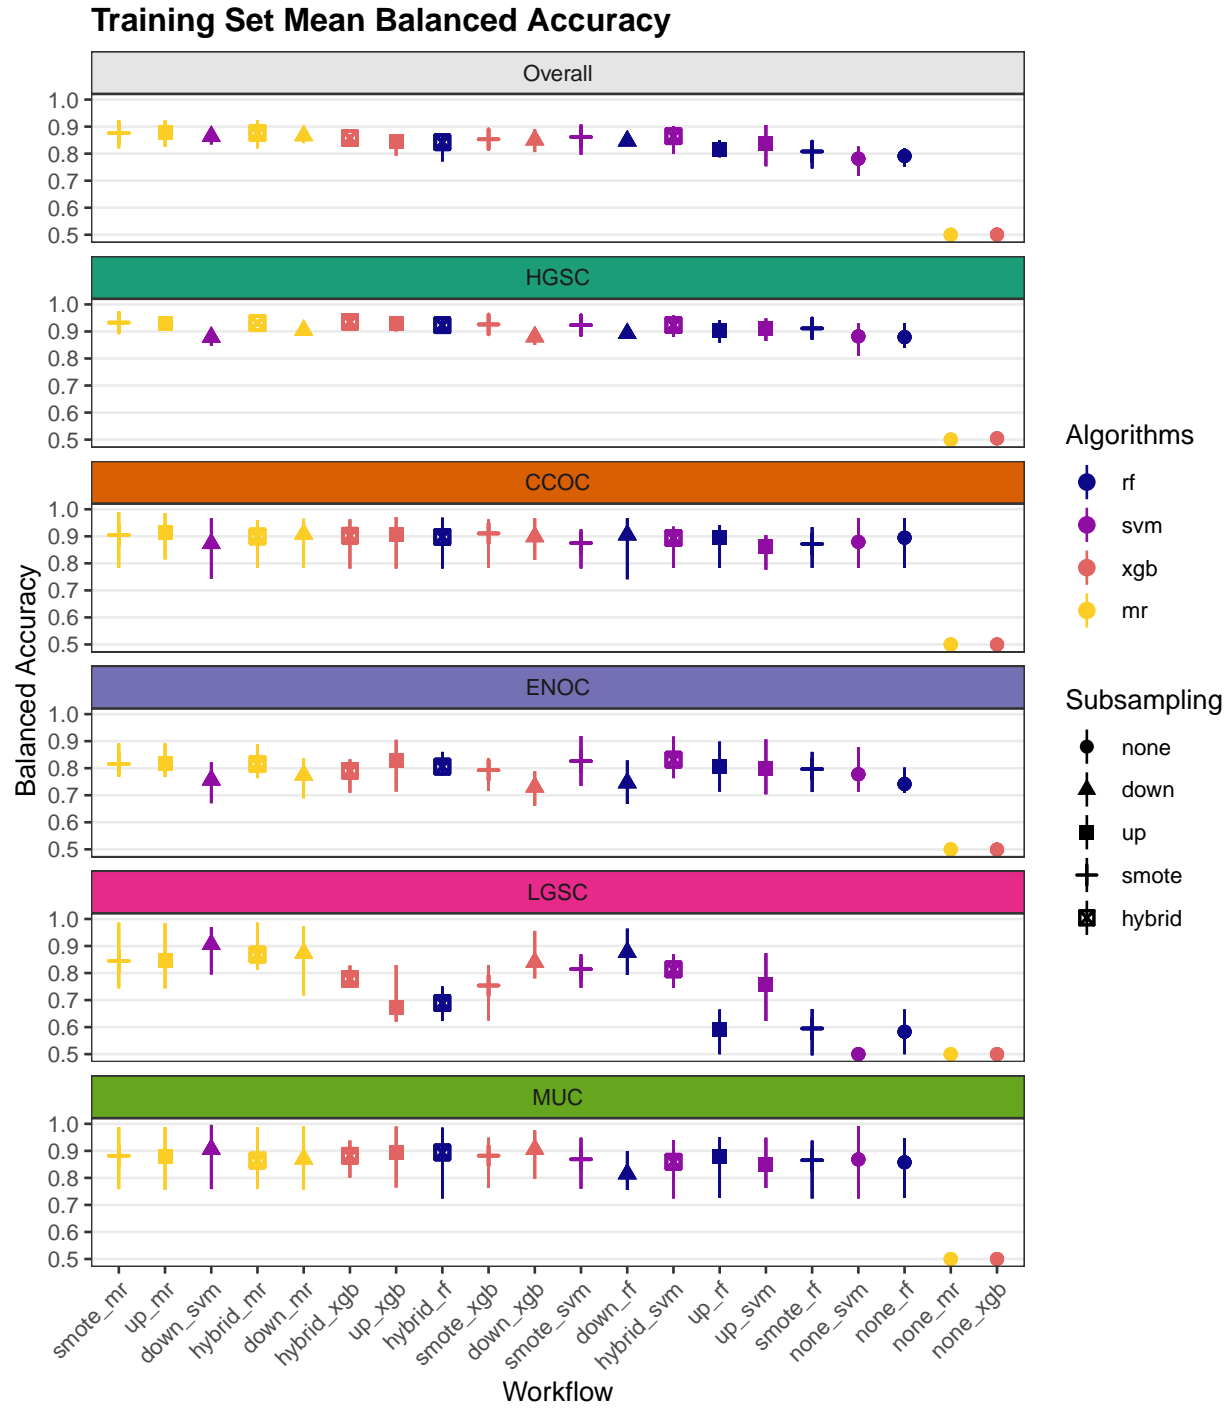 Training Set Mean Balanced Accuracy
Overall
1.0
0.9
0.8
0.7
0.6
0.5
HGSC
1.0
0.9
0.8
0.7
0.6
0.5
CCOC
1.0
0.9
0.8
0.7
0.6
0.5
ENOC
1.0
0.9
0.8
0.7
0.6
0.5
LGSC
1.0
0.9
0.8
0.7
0.6
0.5
MUC
1.0
0.9
0.8
0.7
0.6
0.5
Balanced Accuracy
smote_mr
up_mr
down_svm
hybrid_mr
down_mr
hybrid_xgb
up_xgb
hybrid_rf
smote_xgb
down_xgb
smote_svm
down_rf
hybrid_svm
up_rf
up_svm
smote_rf
none_svm
none_rf
none_mr
none_xgb
Workflow
Algorithms
rf
svm
xgb
mr
Subsampling
none
down
up
smote
hybrid